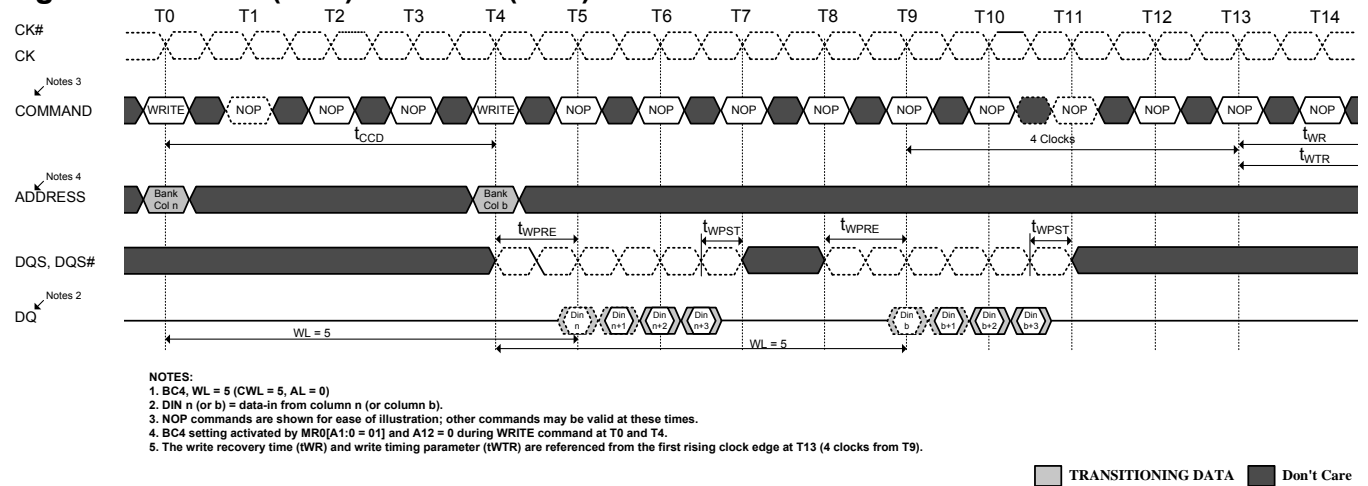 T0 T1 T2 T3 T4 T5 T6 T7 T8 T9 T10 T11 T12 T13 T14
CK#
CK
Notes 3
COMMAND
WRITE NOP NOP NOP WRITE NOP NOP NOP NOP NOP NOP NOP NOP NOP NOP
tCCD
4 Clocks
tWR
tWTR
Notes 4
ADDRESS
Bank Col n
Bank Col b
tWPRE tWPST tWPRE tWPST
DQS, DQS#
Notes 2
DQ
Din n Din n+1 Din n+2 Din n+3 Din b Din b+1 Din b+2 Din b+3
WL = 5
WL = 5
NOTES:
1. BC4, WL = 5 (CWL = 5, AL = 0)
2. DIN n (or b) = data-in from column n (or column b).
3. NOP commands are shown for ease of illustration; other commands may be valid at these times.
4. BC4 setting activated by MR0[A1:0 = 01] and A12 = 0 during WRITE command at T0 and T4.
5. The write recovery time (tWR) and write timing parameter (tWTR) are referenced from the first rising clock edge at T13 (4 clocks from T9).
TRANSITIONING DATA Don't Care